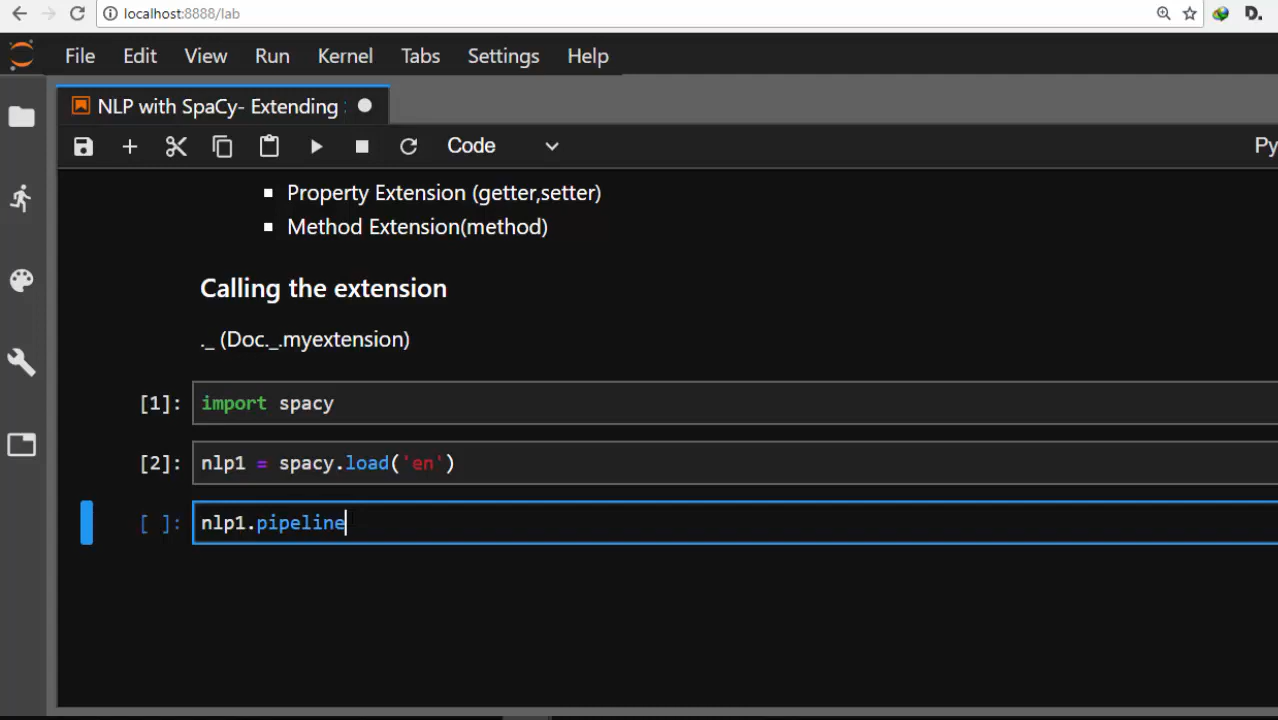 localhost:8888/lab
D.
File Edit View Run Kernel Tabs Settings Help
NLP with SpaCy- Extending
Code
Py
Property Extension (getter,setter)
Method Extension(method)
Calling the extension
._ (Doc._.myextension)
[1]: import spacy
[2]: nlp1 = spacy.load('en')
[ ]: nlp1.pipeline